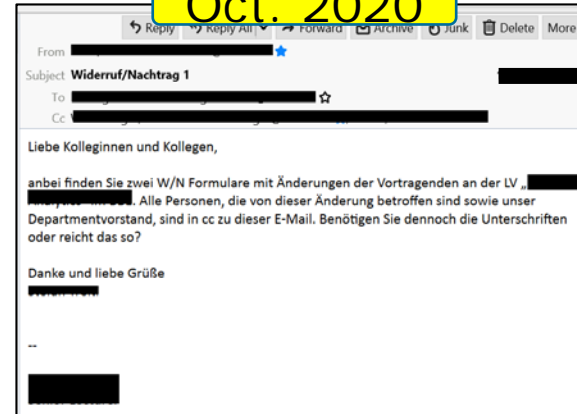 Oct. 2020
Reply Reply All Forward Archive Junk Delete More
From
Subject Widerruf/Nachtrag 1
To
Cc
Liebe Kolleginnen und Kollegen,
anbei finden Sie zwei W/N Formulare mit Änderungen der Vortragenden an der LV „
. Alle Personen, die von dieser Änderung betroffen sind sowie unser
Departmentvorstand, sind in cc zu dieser E-Mail. Benötigen Sie dennoch die Unterschriften
oder reicht das so?
Danke und liebe Grüße
--